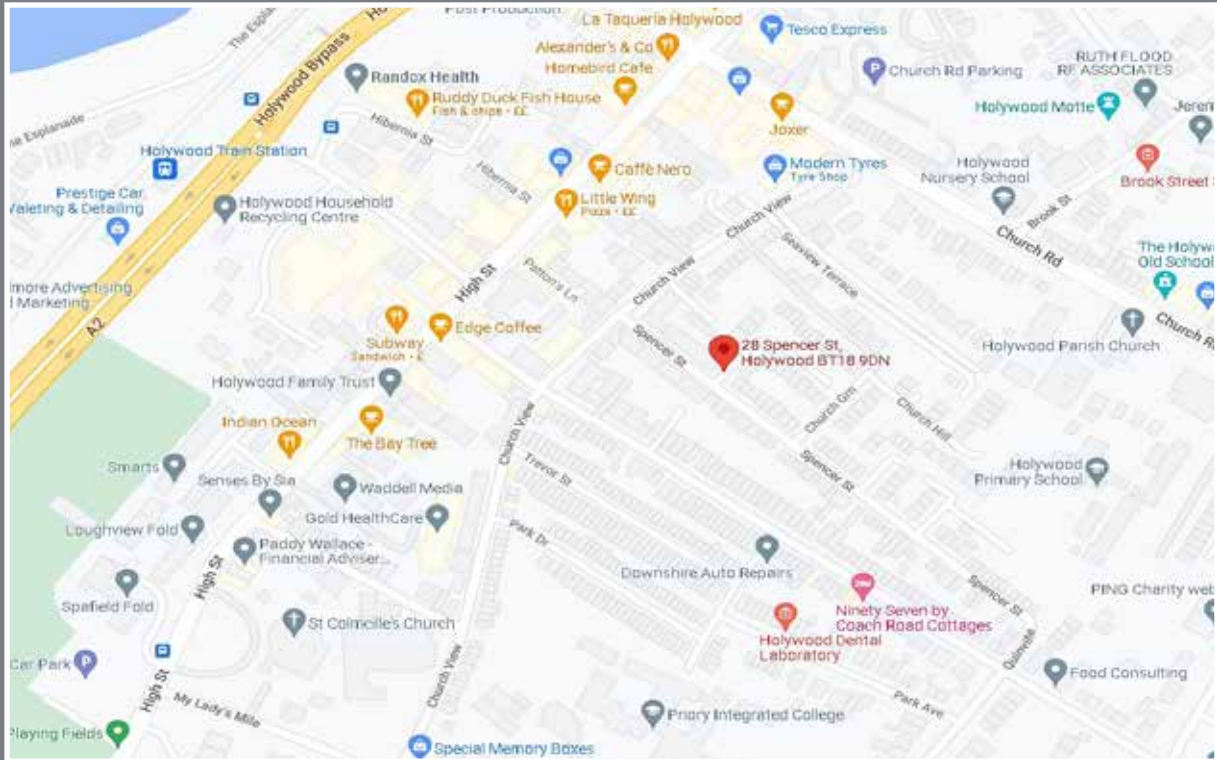 Post Production
La Taqueria Holywood
The Esplan
Holywood Bypass
Ho
Alexander's & Co
Homebird Cafe
Tesco Express
RUTH FLOOD
RF ASSOCIATES
Randox Health
Church Rd Parking
Ruddy Duck Fish House
Fish & chips · ££
Holywood Motte
Jerem
ne Esplanade
Hibernia St
Joxer
Holywood Train Station
Caffè Nero
Modern Tyres
Tyre Shop
Holywood
Nursery School
Brook Street
Hibernia St
Prestige Car
Valeting & Detailing
Holywood Household
Recycling Centre
Little Wing
Pizza · ££
Church View
Brook St
Seaview Terrace
Church Rd
The Holyw
Old School
Patton's Ln
Church View
High St
more Advertising
d Marketing
A2
Edge Coffee
Subway
Sandwich · £
Spencer St
28 Spencer St,
Holywood BT18 9DN
Holywood Parish Church
Church R
Holywood Family Trust
Church Grn
Church Hill
Indian Ocean
The Bay Tree
Church View
Smarts
Senses By Sia
Trevor St
Spencer St
Holywood
Primary School
Waddell Media
Gold HealthCare
Loughview Fold
Park Dr
Paddy Wallace -
Financial Adviser...
Downshire Auto Repairs
High St
Spafield Fold
St Colmcille's Church
Ninety Seven by
Coach Road Cottages
Spencer St
PING Charity web
Holywood Dental
Laboratory
Quinville
Car Park
Church View
Food Consulting
High St
My Lady's Mile
Park Ave
Priory Integrated College
Playing Fields
Special Memory Boxes